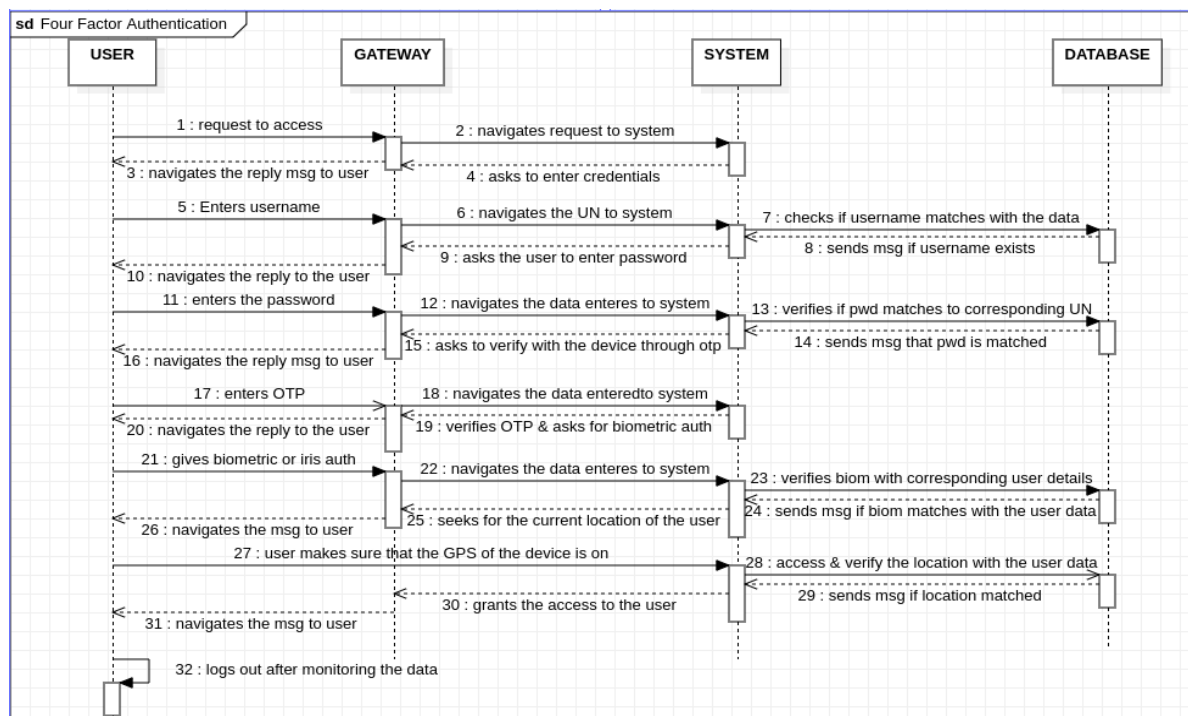 sd Four Factor Authentication
USER
GATEWAY
SYSTEM
DATABASE
1 : request to access
2 : navigates request to system
3 : navigates the reply msg to user
4 : asks to enter credentials
5 : Enters username
6 : navigates the UN to system
7 : checks if username matches with the data
8 : sends msg if username exists
9 : asks the user to enter password
10 : navigates the reply to the user
11 : enters the password
12 : navigates the data enteres to system
13 : verifies if pwd matches to corresponding UN
14 : sends msg that pwd is matched
15 : asks to verify with the device through otp
16 : navigates the reply msg to user
17 : enters OTP
18 : navigates the data enteredto system
19 : verifies OTP & asks for biometric auth
20 : navigates the reply to the user
21 : gives biometric or iris auth
22 : navigates the data enteres to system
23 : verifies biom with corresponding user details
24 : sends msg if biom matches with the user data
25 : seeks for the current location of the user
26 : navigates the msg to user
27 : user makes sure that the GPS of the device is on
28 : access & verify the location with the user data
29 : sends msg if location matched
30 : grants the access to the user
31 : navigates the msg to user
32 : logs out after monitoring the data